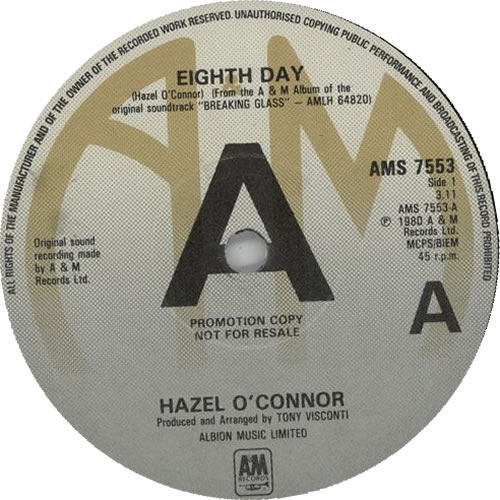 ALL RIGHTS OF THE MANUFACTURER AND OF THE OWNER OF THE RECORDED WORK RESERVED. UNAUTHORISED COPYING PUBLIC PERFORMANCE AND BROADCASTING OF THIS RECORD PROHIBITED
EIGHTH DAY
(Hazel O'Connor) (From the A & M Album of the
original soundtrack "BREAKING GLASS" – AMLH 64820)
AMS 7553
Side 1
3.11
AMS 7553-A
℗ 1980 A & M
Records Ltd.
MCPS/BIEM
45 r.p.m.
Original sound
recording made
by A & M
Records Ltd.
A
A
PROMOTION COPY
NOT FOR RESALE
HAZEL O'CONNOR
Produced and Arranged by TONY VISCONTI
ALBION MUSIC LIMITED
A&M
RECORDS